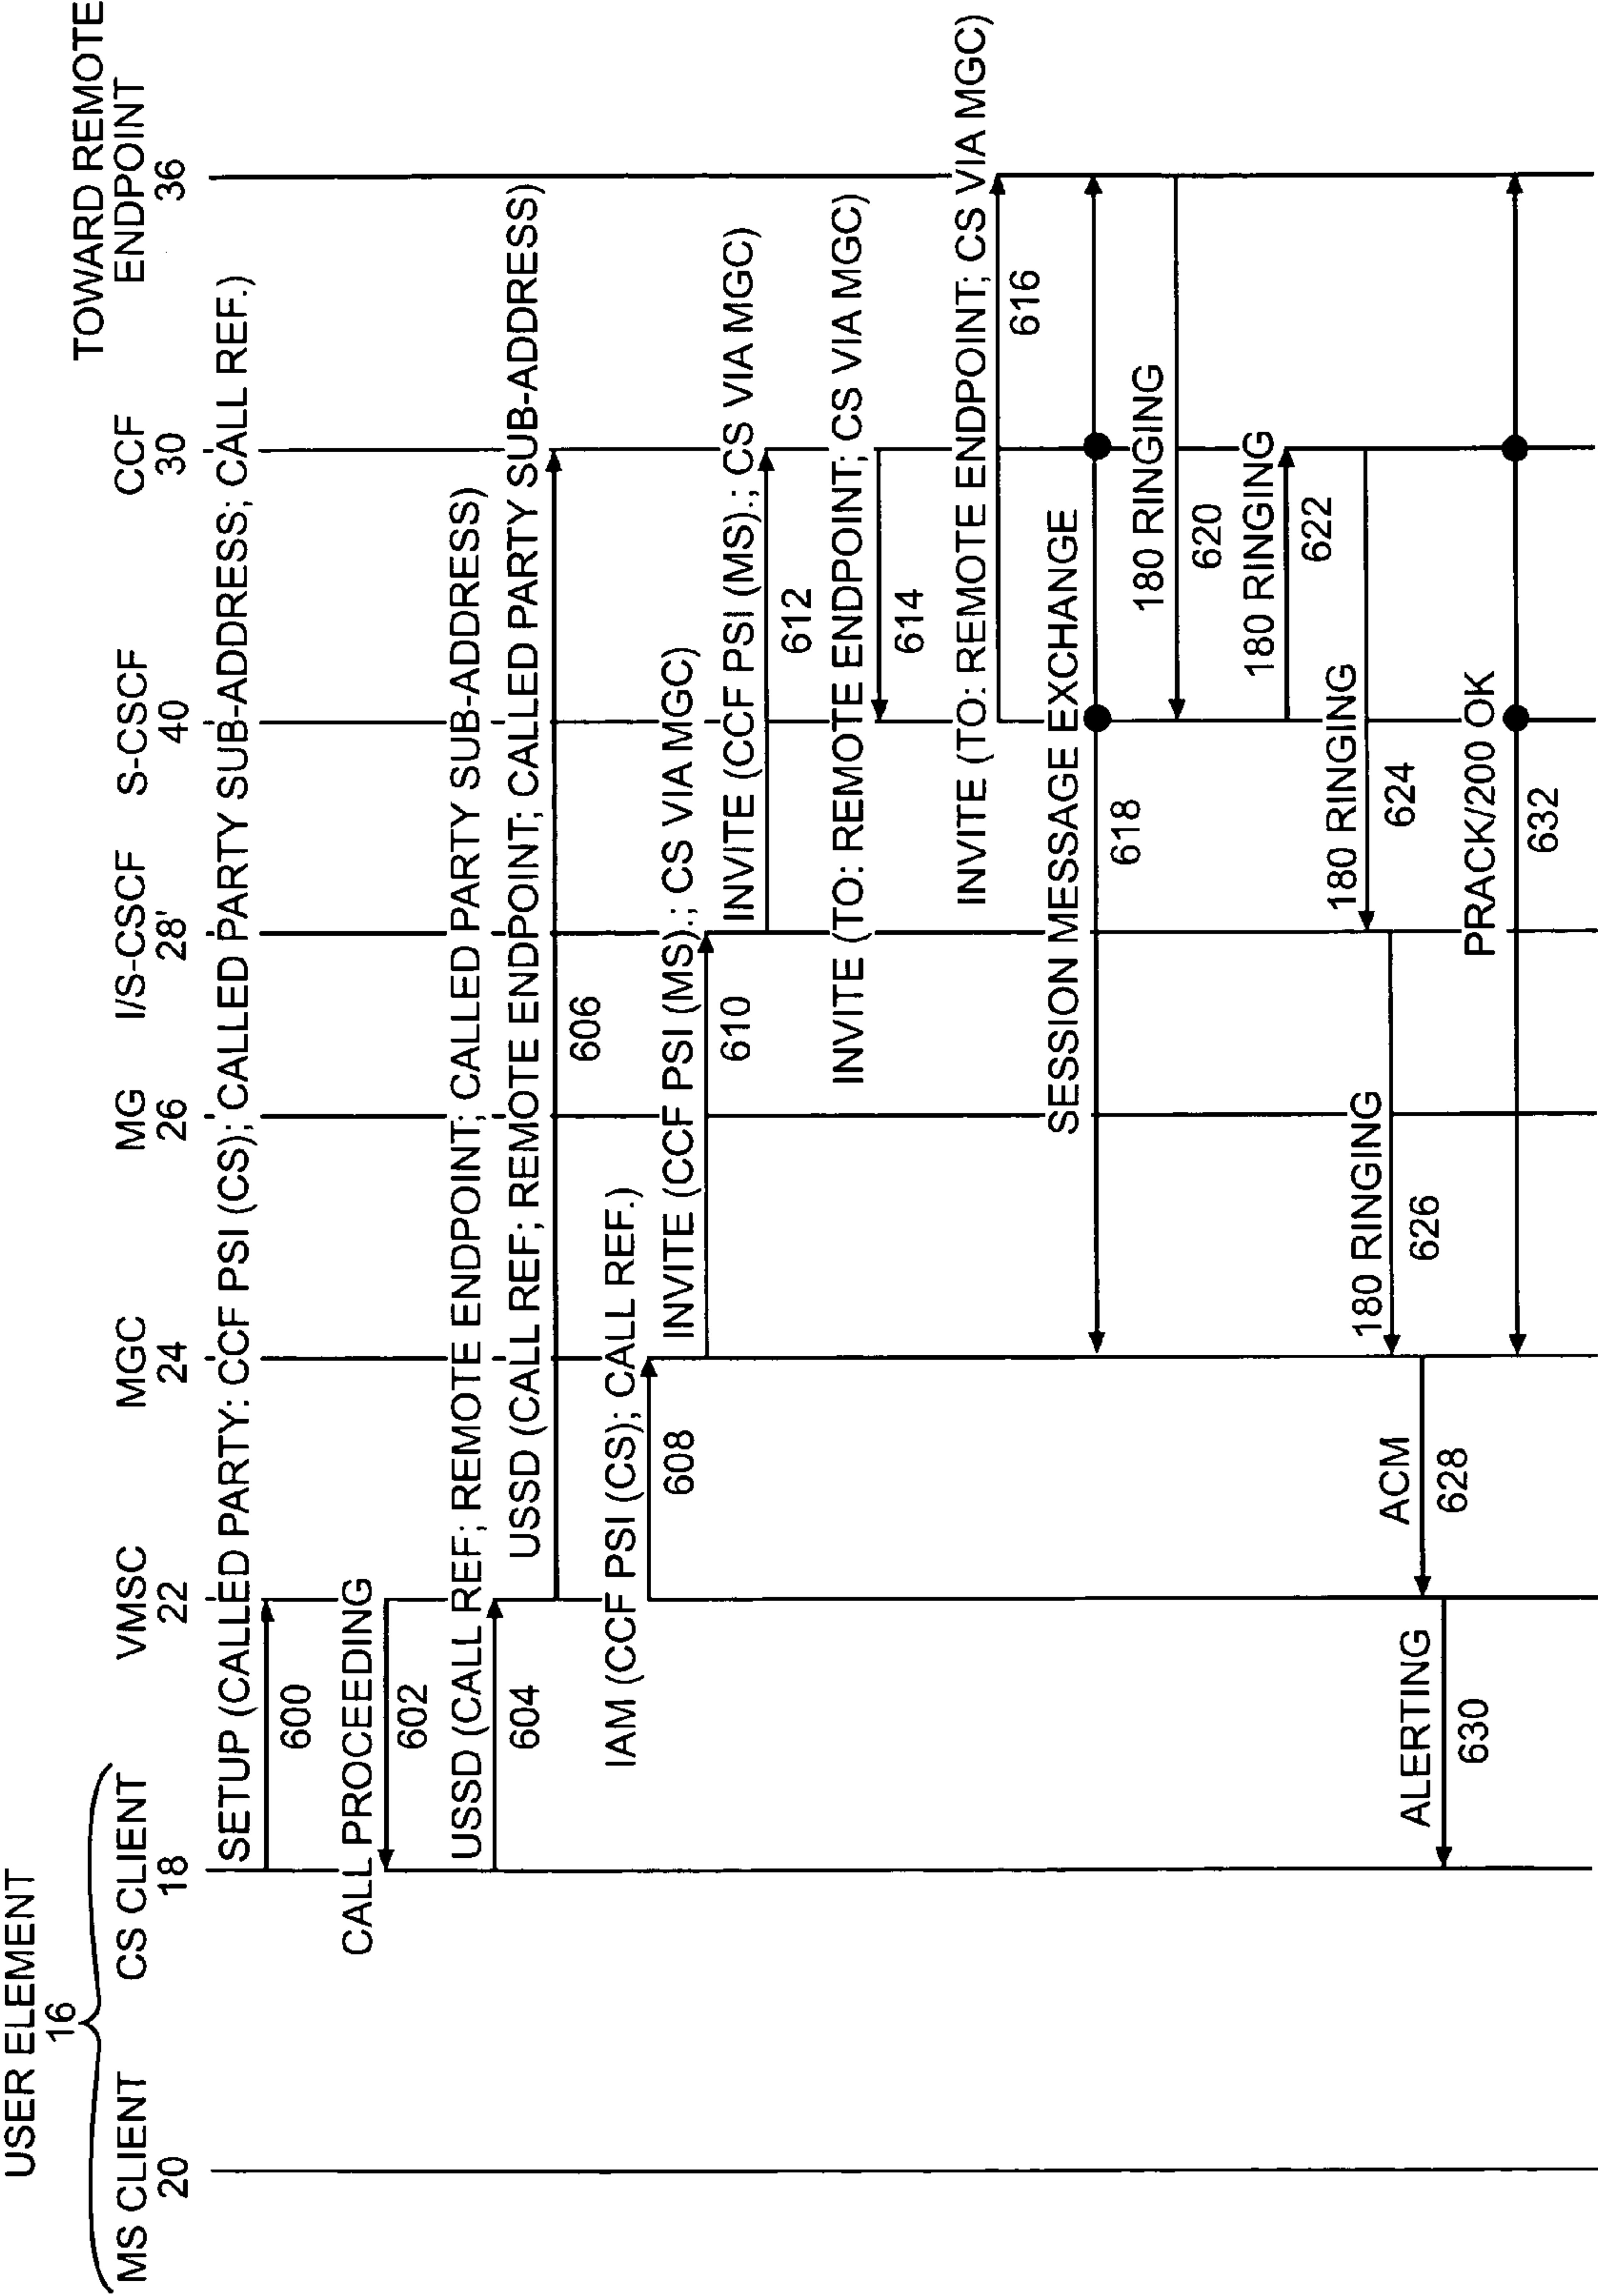 USER ELEMENT
16
MS CLIENT
20
CS CLIENT
18
VMSC
22
MGC
24
MG
26
I/S-CSCF
28'
S-CSCF
40
CCF
30
TOWARD REMOTE
ENDPOINT
36
SETUP (CALLED PARTY: CCF PSI (CS); CALLED PARTY SUB-ADDRESS; CALL REF.)
600
CALL PROCEEDING
602
USSD (CALL REF; REMOTE ENDPOINT; CALLED PARTY SUB-ADDRESS)
604
USSD (CALL REF; REMOTE ENDPOINT; CALLED PARTY SUB-ADDRESS)
606
IAM (CCF PSI (CS); CALL REF.)
608
INVITE (CCF PSI (MS).; CS VIA MGC)
610
INVITE (CCF PSI (MS).; CS VIA MGC)
612
INVITE (TO: REMOTE ENDPOINT; CS VIA MGC)
614
INVITE (TO: REMOTE ENDPOINT; CS VIA MGC)
616
SESSION MESSAGE EXCHANGE
618
180 RINGING
620
180 RINGING
622
180 RINGING
624
180 RINGING
626
ACM
628
ALERTING
630
PRACK/200 OK
632